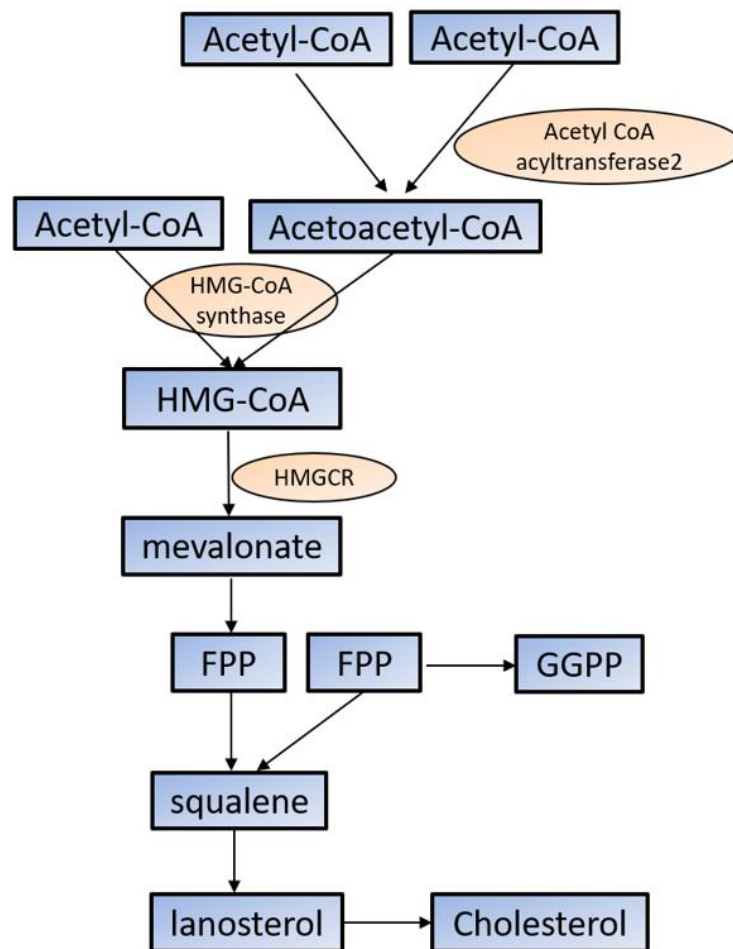 Acetyl-CoA
Acetyl-CoA
Acetyl CoA
acyltransferase2
Acetyl-CoA
Acetoacetyl-CoA
HMG-CoA
synthase
HMG-CoA
HMGCR
mevalonate
FPP
FPP
GGPP
squalene
lanosterol
Cholesterol